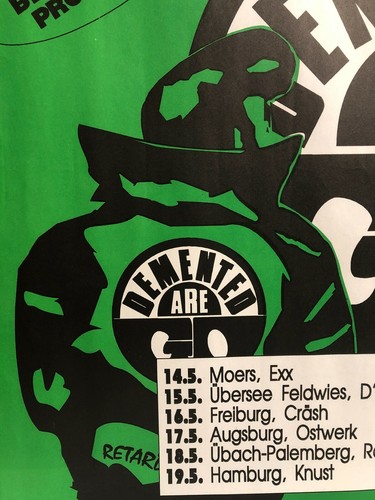 DEMENTED
ARE
GO
14.5. Moers, Exx
15.5. Übersee Feldwies, D'
16.5. Freiburg, Cräsh
17.5. Augsburg, Ostwerk
18.5. Übach-Palemberg, R
19.5. Hamburg, Knust